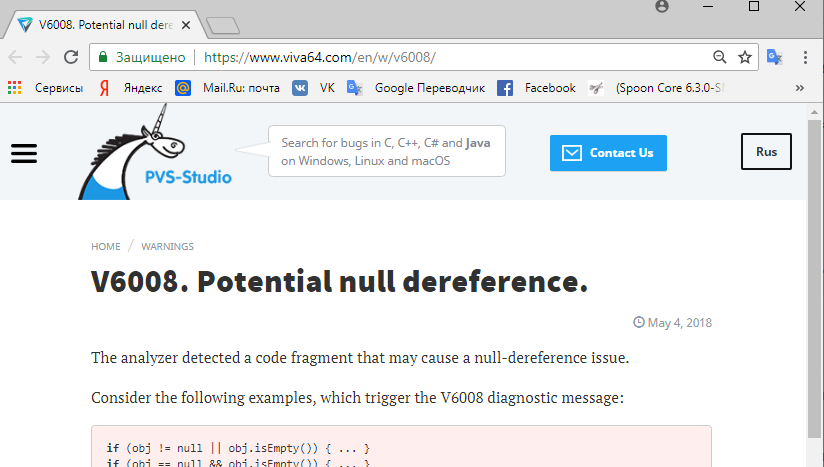 V6008. Potential null dere
Защищено
https://www.viva64.com/en/w/v6008/
Сервисы
Яндекс
Mail.Ru: почта
VK
Google Переводчик
Facebook
(Spoon Core 6.3.0-S
»
PVS-Studio
Search for bugs in C, C++, C# and Java
on Windows, Linux and macOS
Contact Us
Rus
HOME / WARNINGS
V6008. Potential null dereference.
May 4, 2018
The analyzer detected a code fragment that may cause a null-dereference issue.
Consider the following examples, which trigger the V6008 diagnostic message:
if (obj != null || obj.isEmpty()) { ... }
if (obj == null && obj.isEmpty()) { ... }